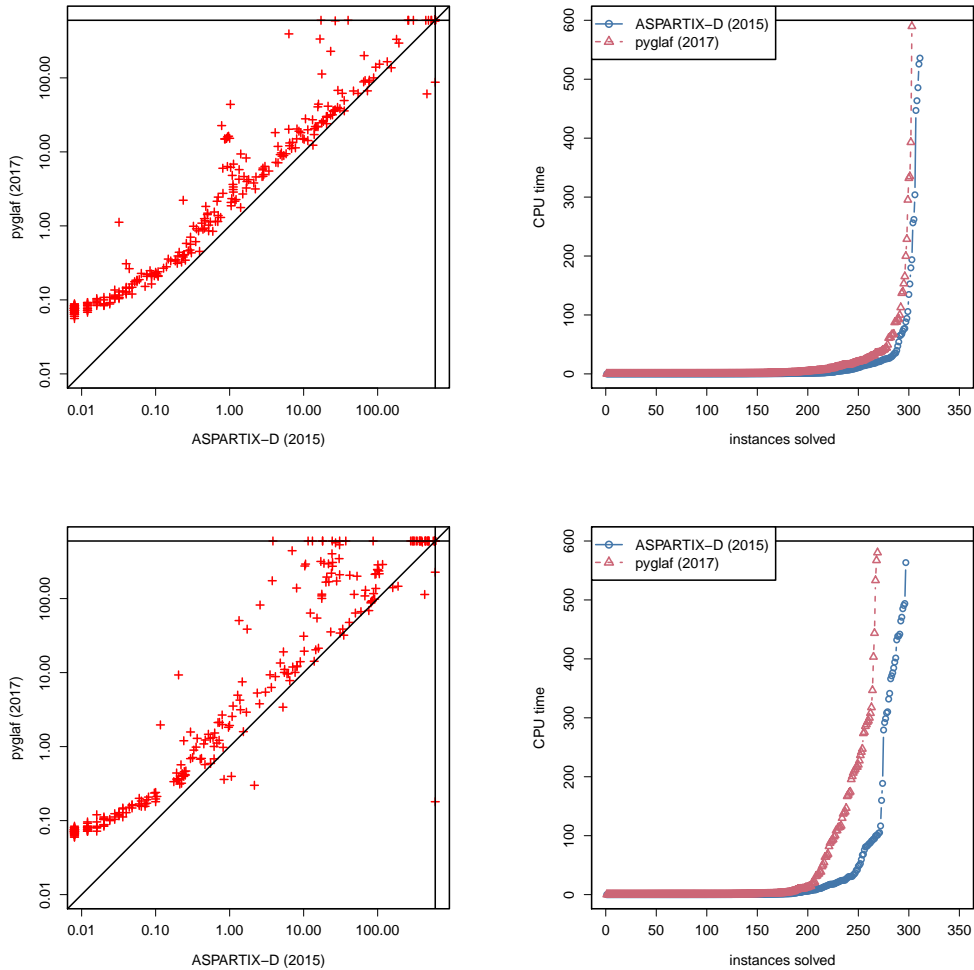 pyglaf (2017)
100.00
10.00
1.00
0.10
0.01
0.01 0.10 1.00 10.00 100.00
ASPARTIX−D (2015)
ASPARTIX−D (2015)
pyglaf (2017)
CPU time
600
500
400
300
200
100
0
0 50 100 150 200 250 300 350
instances solved
pyglaf (2017)
100.00
10.00
1.00
0.10
0.01
0.01 0.10 1.00 10.00 100.00
ASPARTIX−D (2015)
ASPARTIX−D (2015)
pyglaf (2017)
CPU time
600
500
400
300
200
100
0
0 50 100 150 200 250 300 350
instances solved